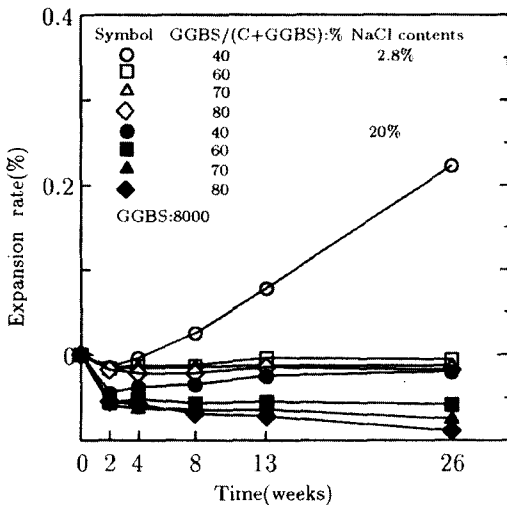 0.4
Symbol GGBS/(C+GGBS):% NaCl contents
40 2.8%
60
70
80
40 20%
60
70
80
GGBS:8000
0.2
0
Expansion rate(%)
0 2 4 8 13 26
Time(weeks)